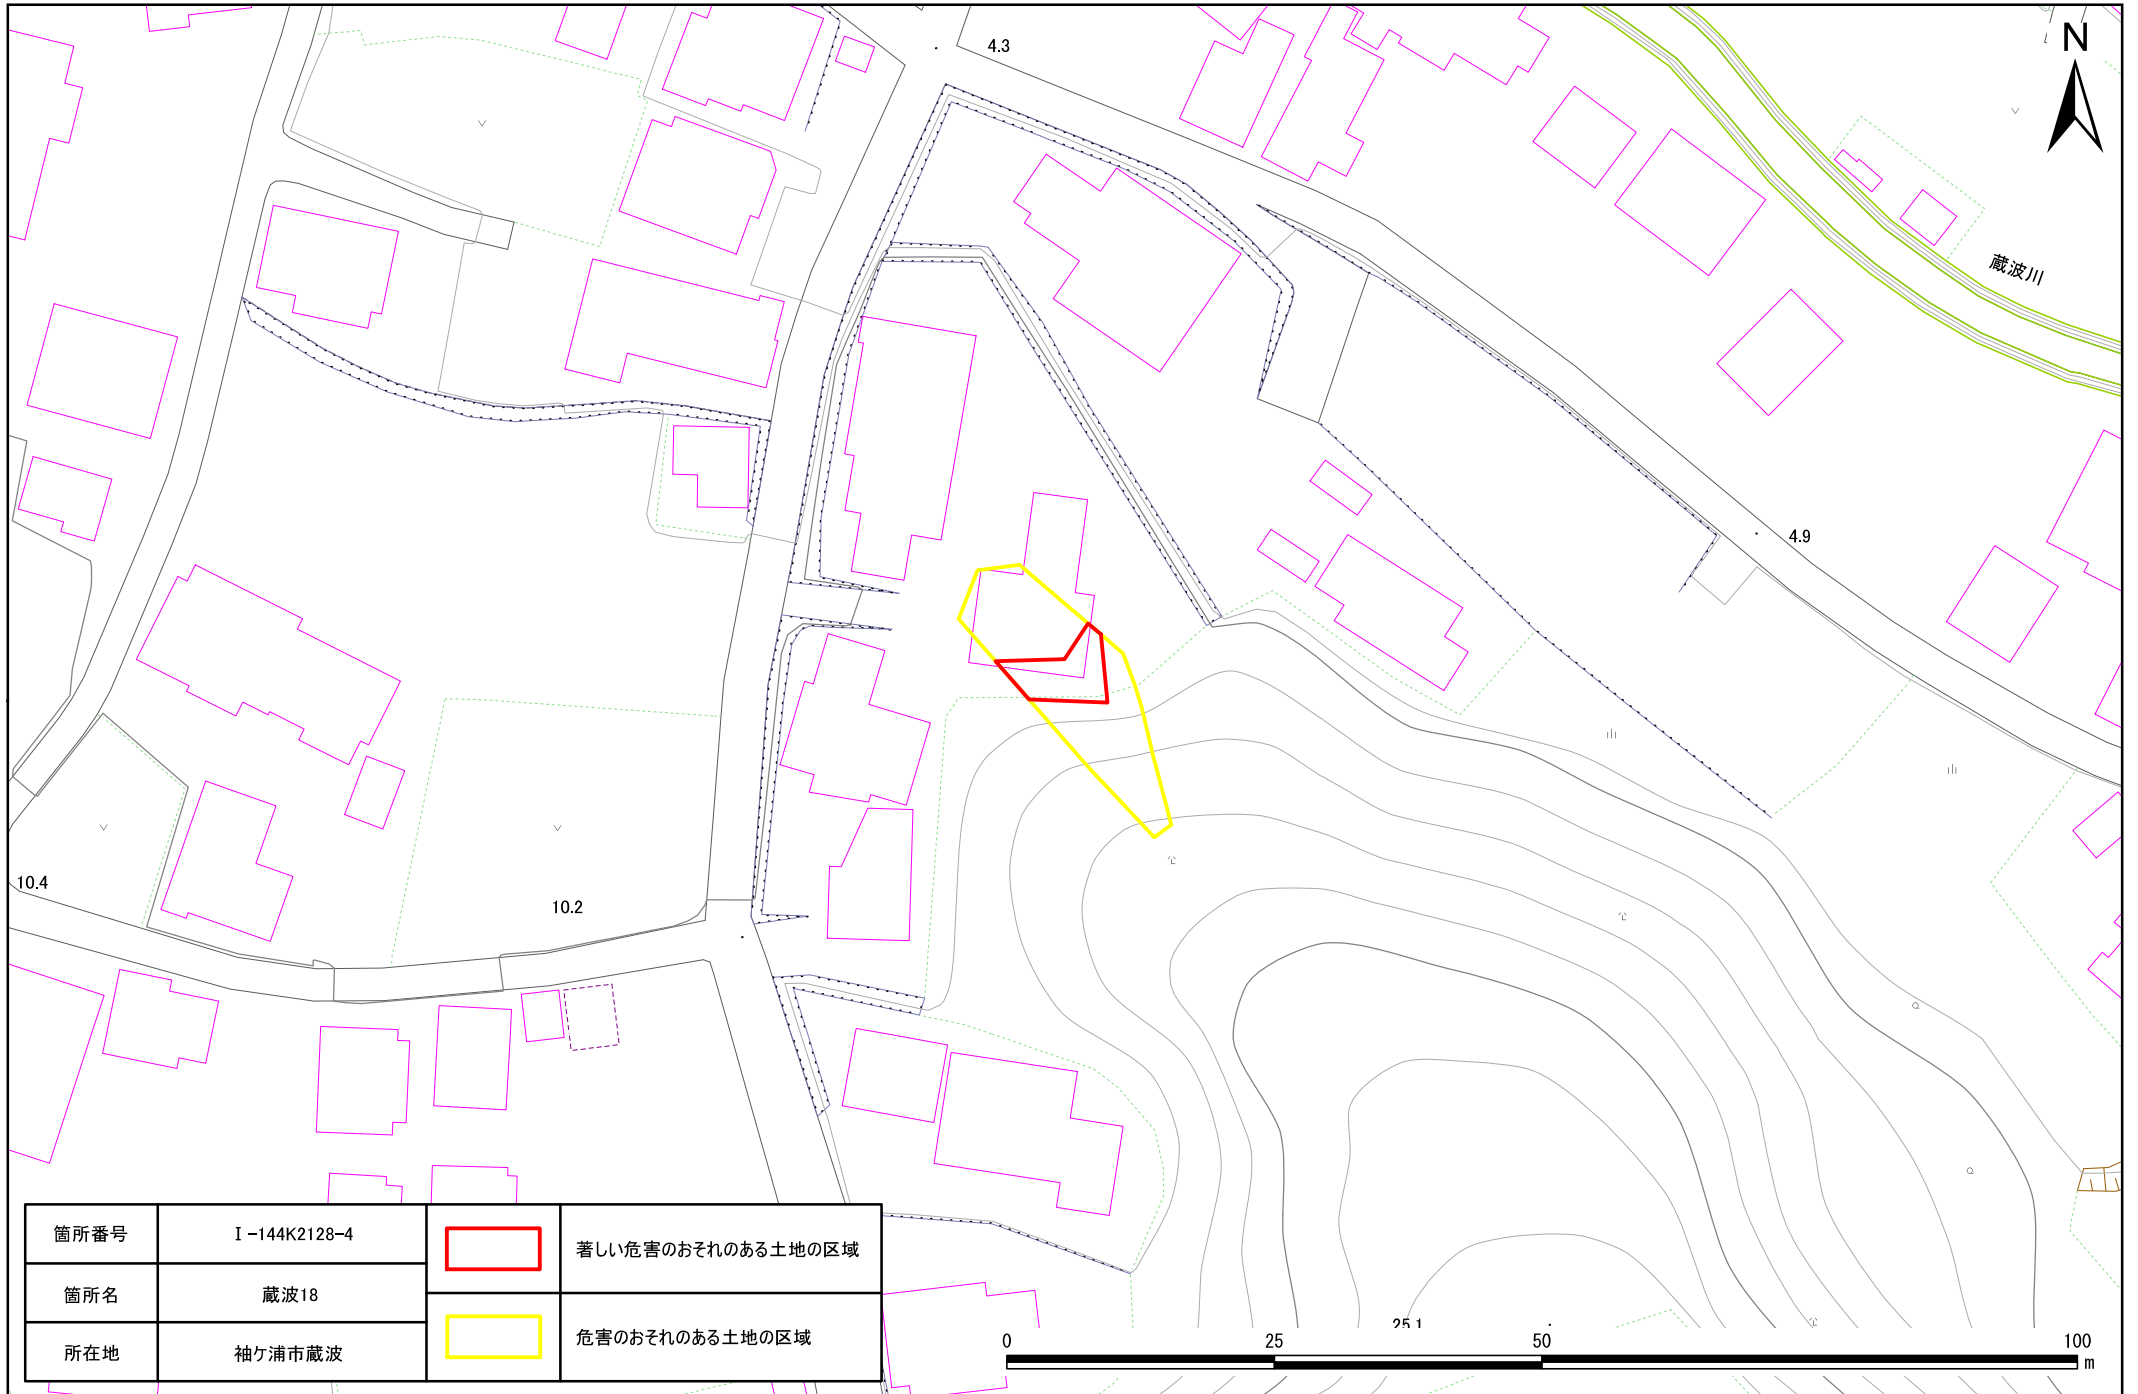 4.3
N
蔵波川
4.9
10.4
10.2
箇所番号
Ⅰ-144K2128-4
箇所名
蔵波18
所在地
袖ケ浦市蔵波
著しい危害のおそれのある土地の区域
危害のおそれのある土地の区域
25.1
0
25
50
100
m